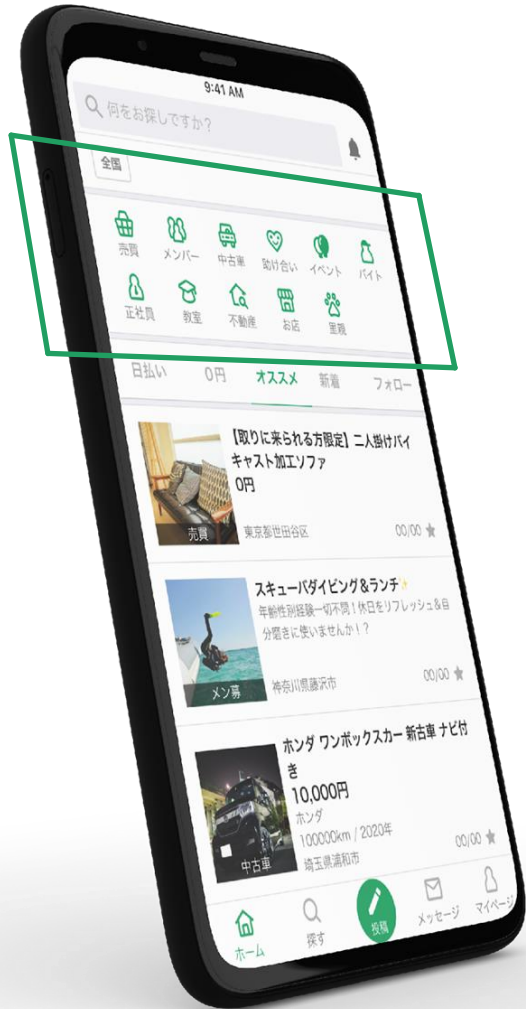 9:41 AM
何をお探しですか？
全国
売買 メンバー 中古車 助け合い イベント バイト
正社員 教室 不動産 お店 里親
日払い 0円 オススメ 新着 フォロー
【取りに来られる方限定】二人掛けバイ
キャスト加工ソファ
0円
売買
東京都世田谷区 00/00
スキューバダイビング&ランチ✨
年齢性別経験一切不問！休日をリフレッシュ&自
分磨きに使いませんか！？
メン募
神奈川県藤沢市 00/00
ホンダ ワンボックスカー 新古車 ナビ付
き
10,000円
ホンダ
100000km / 2020年
中古車
埼玉県浦和市 00/00
ホーム 探す 投稿 メッセージ マイページ